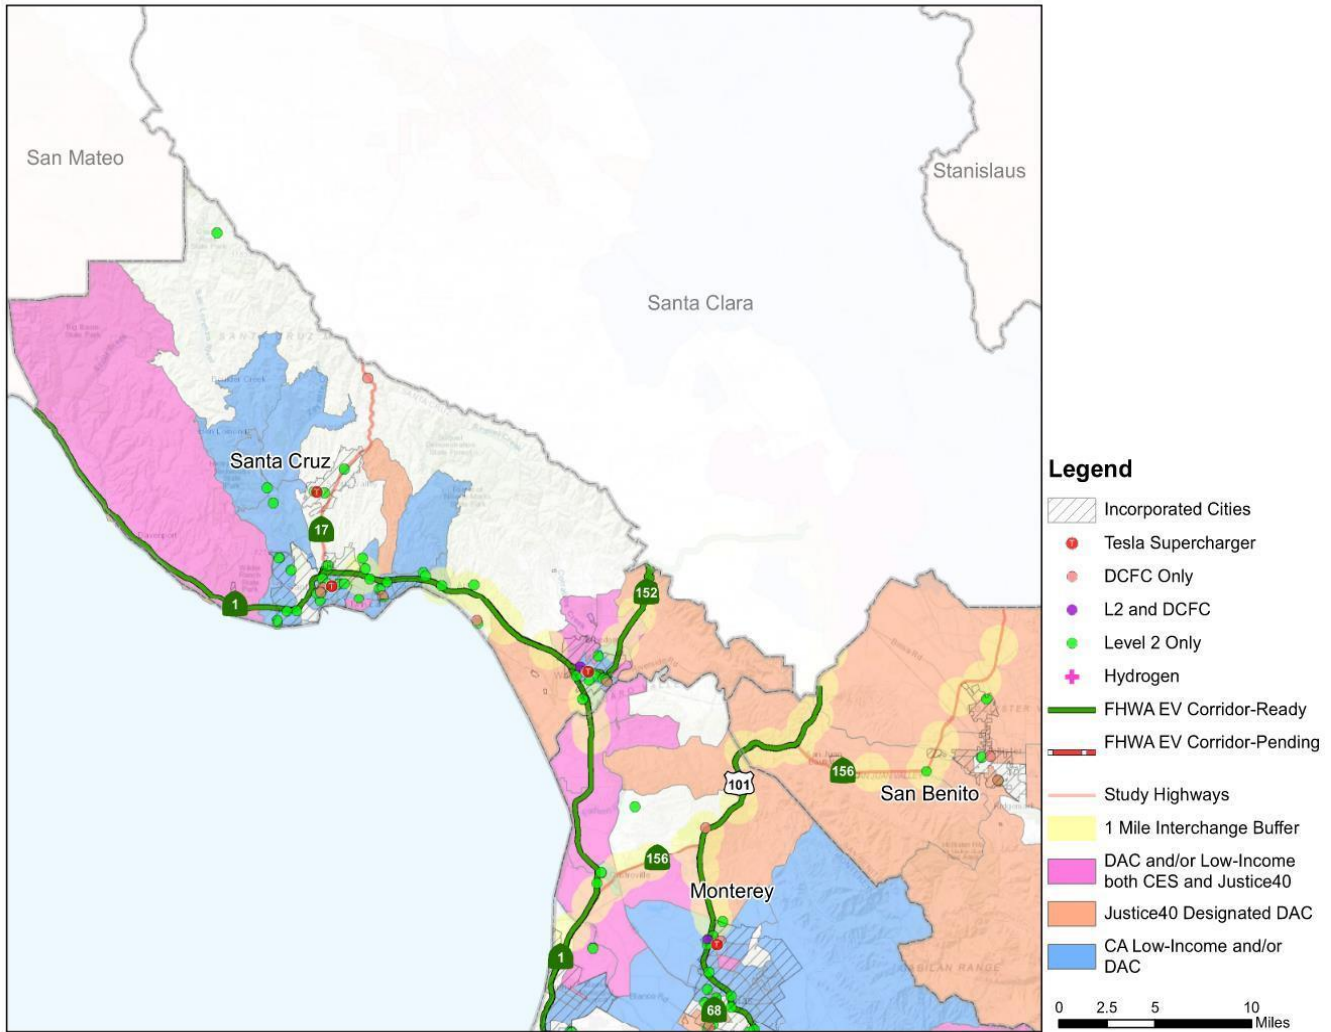 San Mateo
Stanislaus
Santa Clara
Santa Cruz
17
1
152
Davenport
101
156
San Benito
156
Monterey
1
68
Legend
Incorporated Cities
T
Tesla Supercharger
DCFC Only
L2 and DCFC
Level 2 Only
Hydrogen
FHWA EV Corridor-Ready
FHWA EV Corridor-Pending
Study Highways
1 Mile Interchange Buffer
DAC and/or Low-Income
both CES and Justice40
Justice40 Designated DAC
CA Low-Income and/or
DAC
0 2.5 5 10
Miles